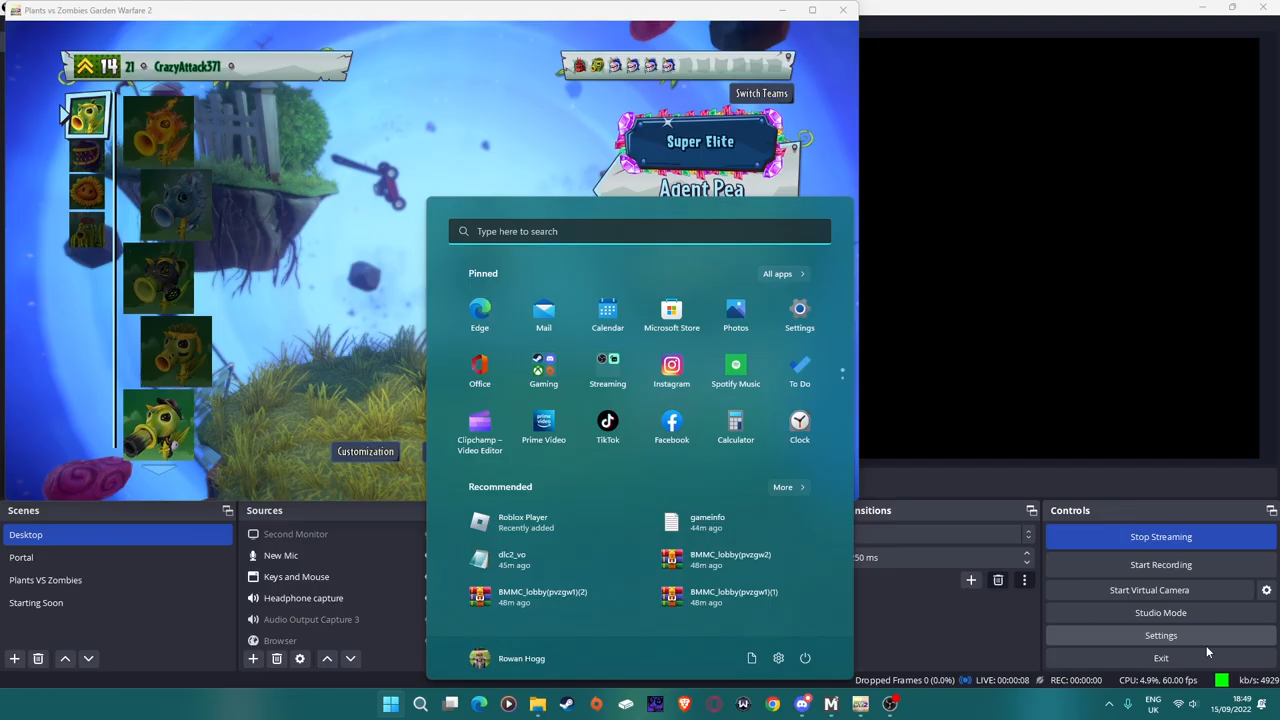 Plants vs Zombies Garden Warfare 2
14 21 CrazyAttack371
Switch Teams
Super Elite
Agent Pea
Customization
Type here to search
Pinned
All apps
Edge
Mail
Calendar
Microsoft Store
Photos
Settings
Office
Gaming
Streaming
Instagram
Spotify Music
To Do
Clipchamp – Video Editor
Prime Video
TikTok
Facebook
Calculator
Clock
Recommended
More
Roblox Player
Recently added
gameinfo
44m ago
dlc2_vo
45m ago
BMMC_lobby(pvzgw2)
48m ago
BMMC_lobby(pvzgw1)(2)
48m ago
BMMC_lobby(pvzgw1)(1)
48m ago
Rowan Hogg
Scenes
Desktop
Portal
Plants VS Zombies
Starting Soon
Sources
Second Monitor
New Mic
Keys and Mouse
Headphone capture
Audio Output Capture 3
Browser
nsitions
50 ms
Controls
Stop Streaming
Start Recording
Start Virtual Camera
Studio Mode
Settings
Exit
Dropped Frames 0 (0.0%)
LIVE: 00:00:08
REC: 00:00:00
CPU: 4.9%, 60.00 fps
kb/s: 4929
ENG
UK
18:49
15/09/2022